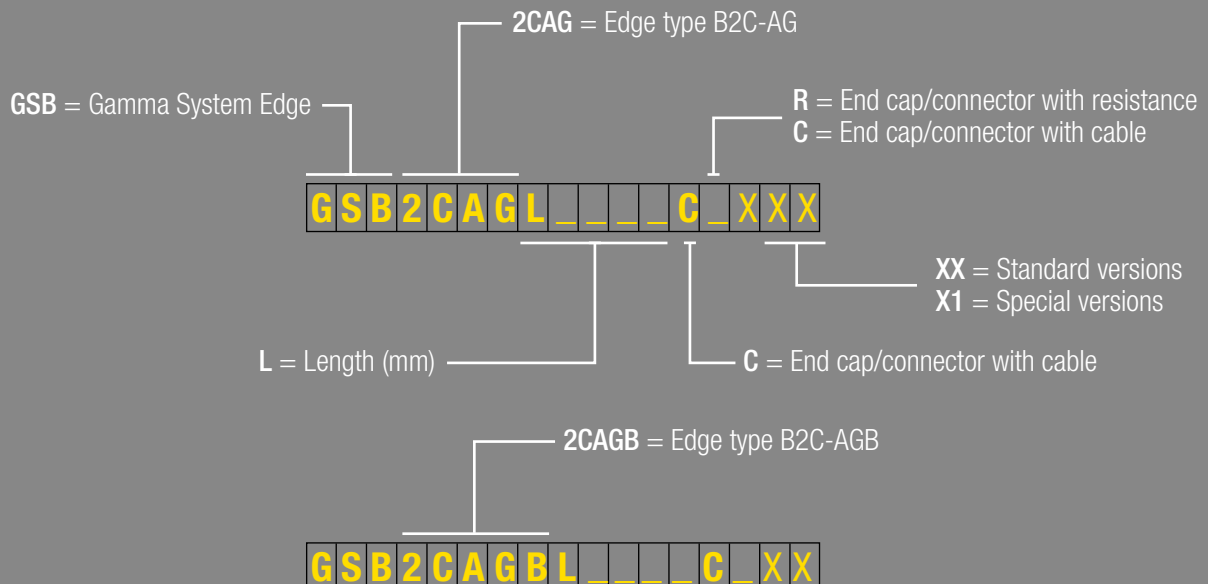 2CAG = Edge type B2C-AG
GSB = Gamma System Edge
R = End cap/connector with resistance
C = End cap/connector with cable
GSB2CAGL____C_XXX
XX = Standard versions
X1 = Special versions
L = Length (mm)
C = End cap/connector with cable
2CAGB = Edge type B2C-AGB
GSB2CAGBL____C_XX